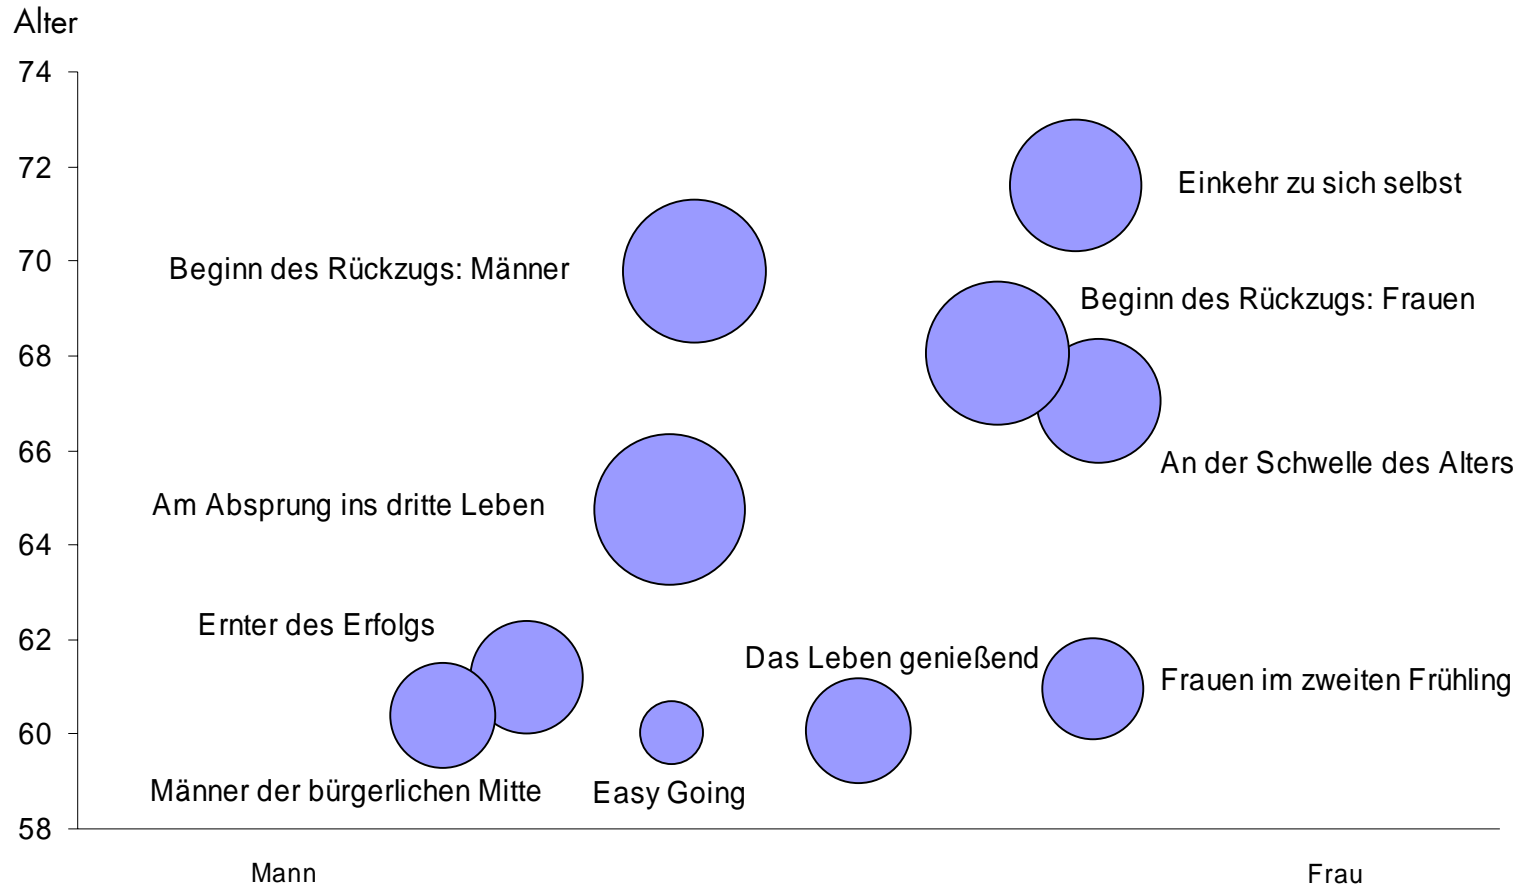 Alter
74
72
Einkehr zu sich selbst
70
Beginn des Rückzugs: Männer
Beginn des Rückzugs: Frauen
68
66
An der Schwelle des Alters
Am Absprung ins dritte Leben
64
Ernter des Erfolgs
62
Das Leben genießend
Frauen im zweiten Frühling
60
Männer der bürgerlichen Mitte
Easy Going
58
Mann
Frau